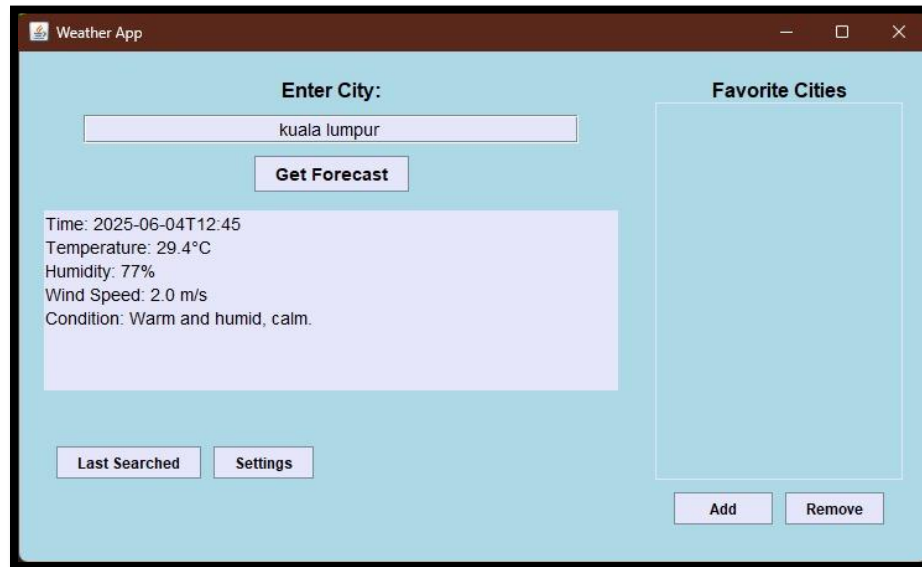 Weather App
Enter City:
kuala lumpur
Get Forecast
Time: 2025-06-04T12:45
Temperature: 29.4°C
Humidity: 77%
Wind Speed: 2.0 m/s
Condition: Warm and humid, calm.
Last Searched
Settings
Favorite Cities
Add
Remove